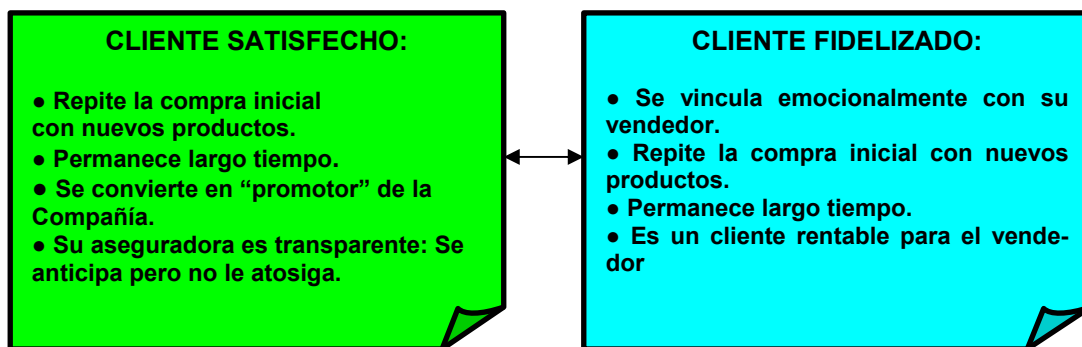 CLIENTE SATISFECHO:
● Repite la compra inicial
con nuevos productos.
● Permanece largo tiempo.
● Se convierte en “promotor” de la
Compañía.
● Su aseguradora es transparente: Se
anticipa pero no le atosiga.
CLIENTE FIDELIZADO:
● Se vincula emocionalmente con su
vendedor.
● Repite la compra inicial con nuevos
productos.
● Permanece largo tiempo.
● Es un cliente rentable para el vende-
dor